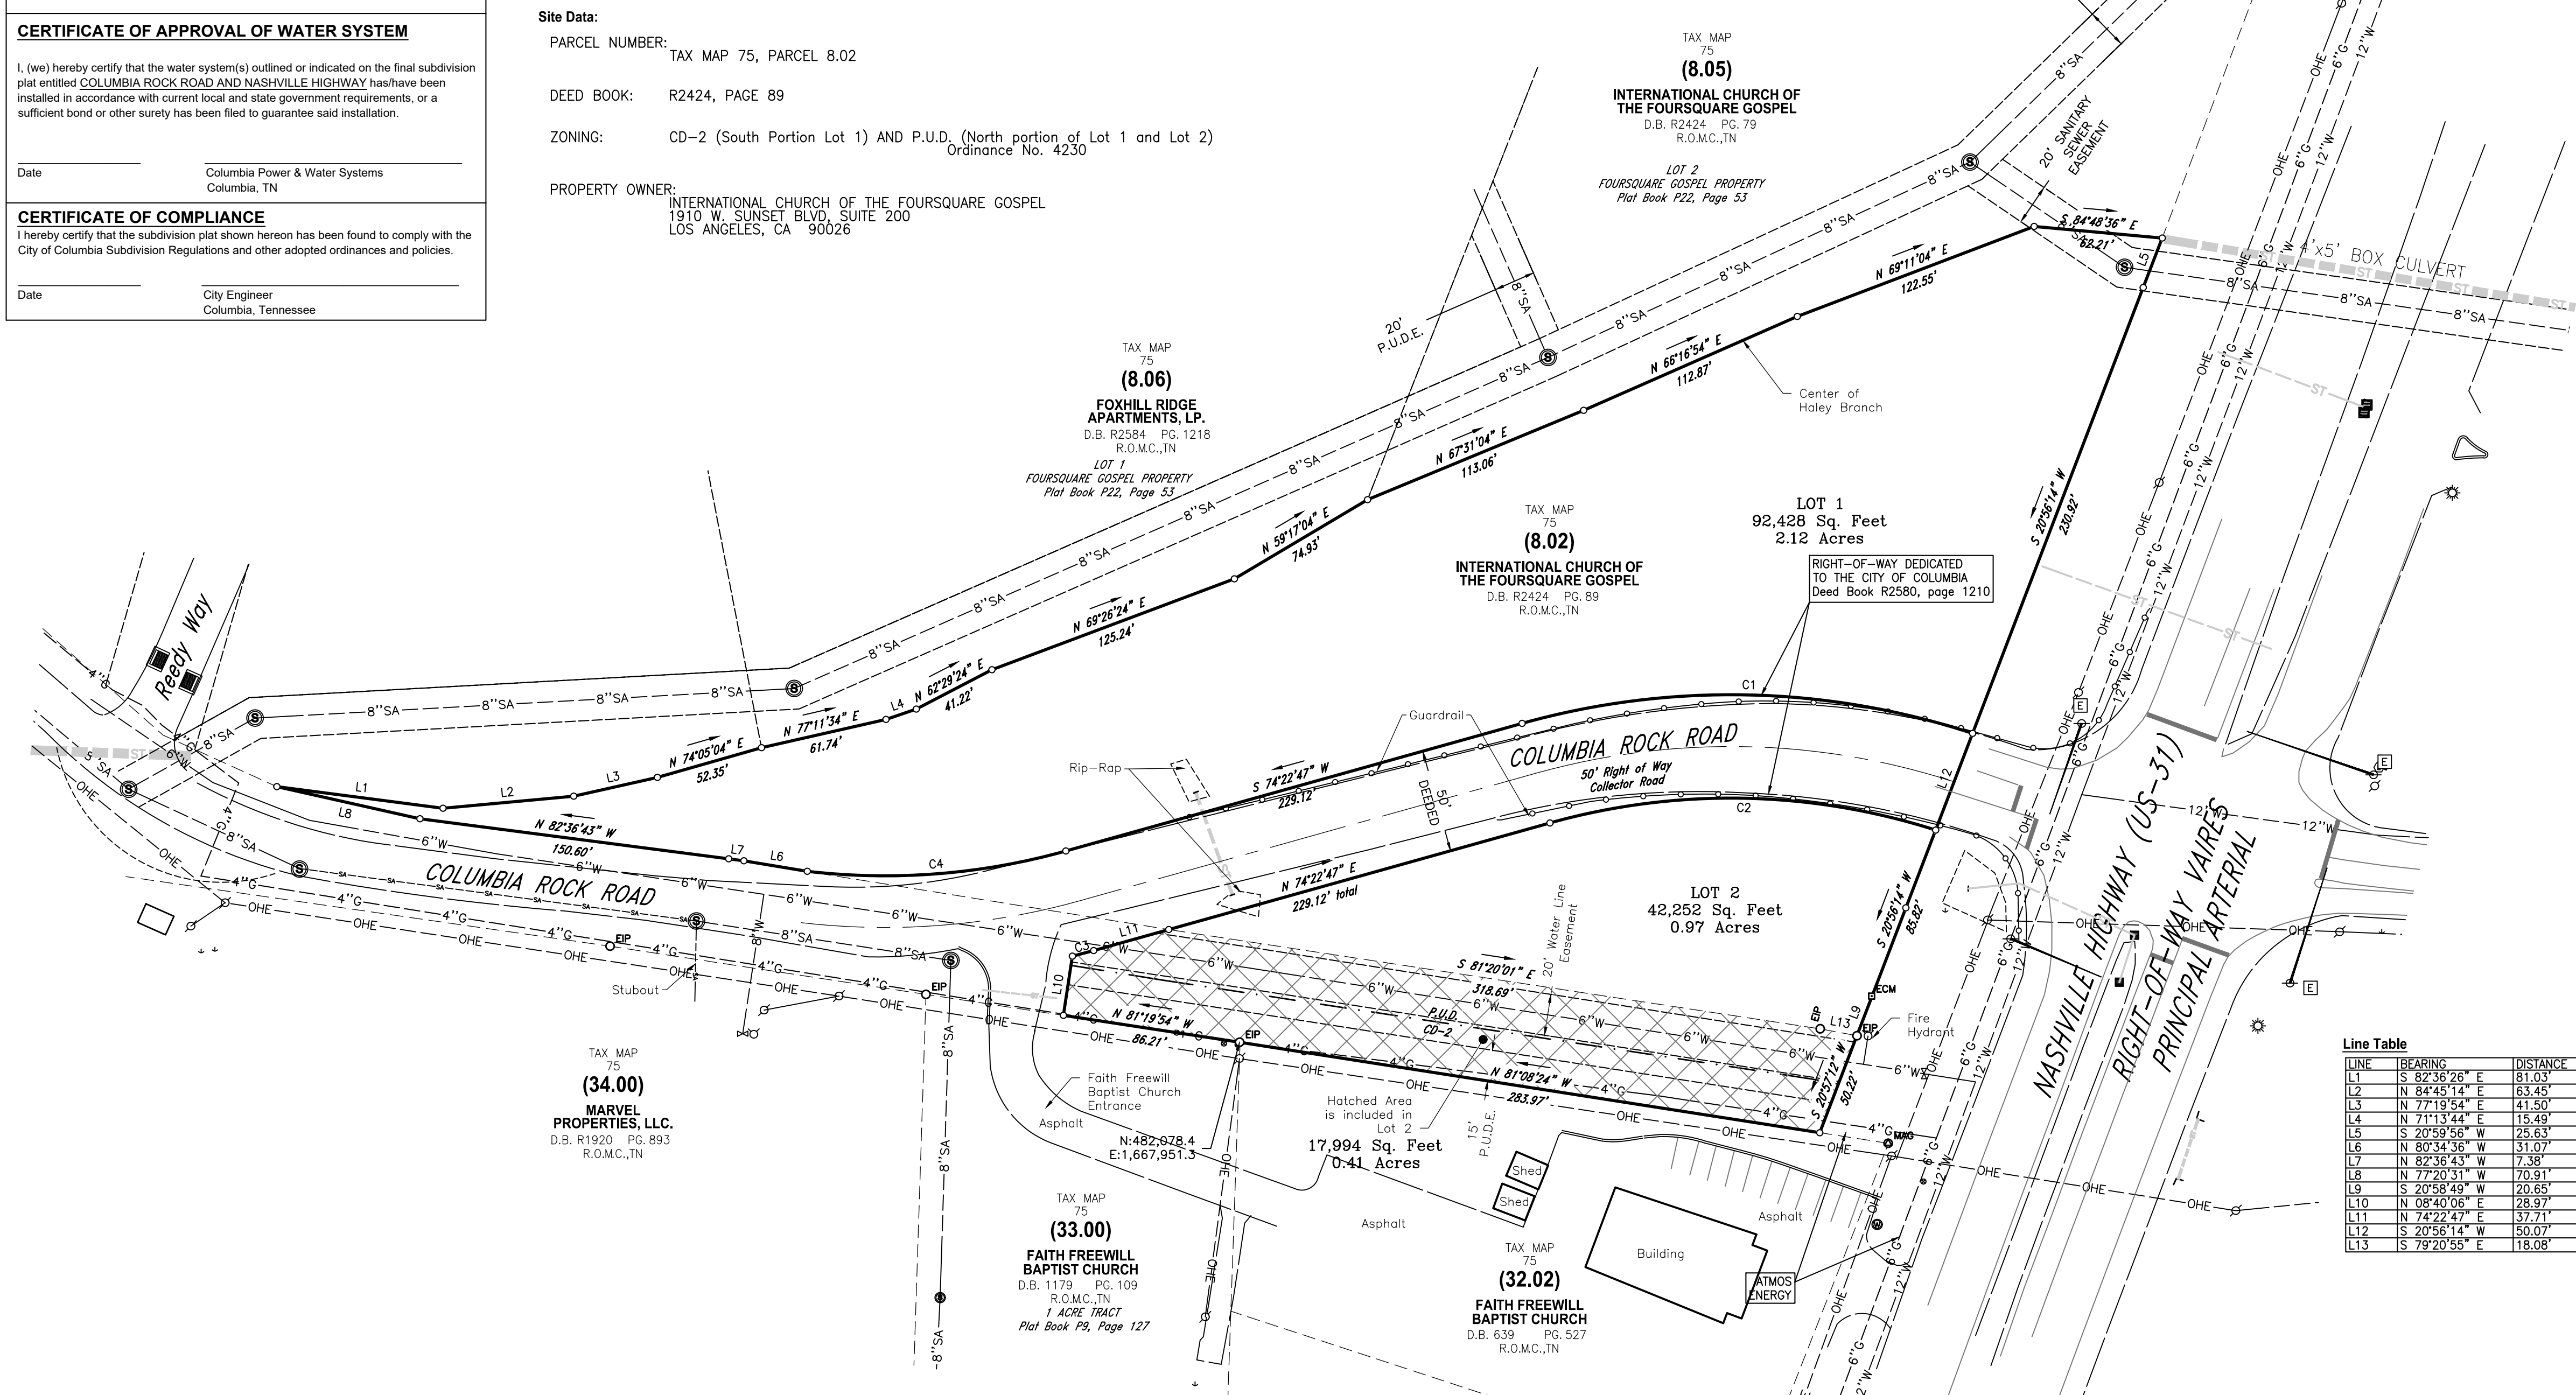 CERTIFICATE OF APPROVAL OF WATER SYSTEM
I, (we) hereby certify that the water system(s) outlined or indicated on the final subdivision
plat entitled COLUMBIA ROCK ROAD AND NASHVILLE HIGHWAY has/have been
installed in accordance with current local and state government requirements, or a
sufficient bond or other surety has been filed to guarantee said installation.
Date
Columbia Power & Water Systems
Columbia, TN
CERTIFICATE OF COMPLIANCE
I hereby certify that the subdivision plat shown hereon has been found to comply with the
City of Columbia Subdivision Regulations and other adopted ordinances and policies.
Date
City Engineer
Columbia, Tennessee
Site Data:
PARCEL NUMBER:
TAX MAP 75, PARCEL 8.02
DEED BOOK: R2424, PAGE 89
ZONING: CD-2 (South Portion Lot 1) AND P.U.D. (North portion of Lot 1 and Lot 2)
Ordinance No. 4230
PROPERTY OWNER:
INTERNATIONAL CHURCH OF THE FOURSQUARE GOSPEL
1910 W. SUNSET BLVD, SUITE 200
LOS ANGELES, CA 90026
TAX MAP
75
(8.05)
INTERNATIONAL CHURCH OF
THE FOURSQUARE GOSPEL
D.B. R2424 PG. 79
R.O.M.C.,TN
LOT 2
FOURSQUARE GOSPEL PROPERTY
Plat Book P22, Page 53
20' SANITARY
SEWER
EASEMENT
S 84°48'36" E
62.21'
L5
4'x5' BOX CULVERT
N 69°11'04" E
122.55'
20'
P.U.D.E.
N 66°16'54" E
112.87'
Center of
Haley Branch
TAX MAP
75
(8.06)
FOXHILL RIDGE
APARTMENTS, LP.
D.B. R2584 PG. 1218
R.O.M.C.,TN
LOT 1
FOURSQUARE GOSPEL PROPERTY
Plat Book P22, Page 53
N 67°31'04" E
113.06'
S 20°56'14" W
230.92'
TAX MAP
75
(8.02)
INTERNATIONAL CHURCH OF
THE FOURSQUARE GOSPEL
D.B. R2424 PG. 89
R.O.M.C.,TN
LOT 1
92,428 Sq. Feet
2.12 Acres
RIGHT-OF-WAY DEDICATED
TO THE CITY OF COLUMBIA
Deed Book R2580, page 1210
N 59°17'04" E
74.93'
N 69°26'24" E
125.24'
N 62°29'24" E
41.22'
L4
N 77°11'34" E
61.74'
N 74°05'04" E
52.35'
L3
L2
L1
L8
Reedy Way
N 82°36'43" W
150.60'
L7
L6
C4
COLUMBIA ROCK ROAD
Rip-Rap
Guardrail
S 74°22'47" W
229.12'
C1
COLUMBIA ROCK ROAD
50' Right of Way
Collector Road
50'
DEEDED
C2
L12
N 74°22'47" E
229.12' total
LOT 2
42,252 Sq. Feet
0.97 Acres
S 20°56'14" W
85.82'
20' Water Line
Easement
S 81°20'01" E
318.69'
P.U.D.
CD-2
L11
C3
L10
N 81°19'54" W
86.21'
EIP
EIP
EIP
EIP
EIP
L13
L9
ECM
Fire
Hydrant
S 20°57'12" W
50.22'
N 81°08'24" W
283.97'
Stubout
TAX MAP
75
(34.00)
MARVEL
PROPERTIES, LLC.
D.B. R1920 PG. 893
R.O.M.C.,TN
Faith Freewill
Baptist Church
Entrance
Asphalt
N:482,078.4
E:1,667,951.3
Hatched Area
is included in
Lot 2
17,994 Sq. Feet
0.41 Acres
15'
P.U.D.E.
MAG
Shed
Shed
Asphalt
Building
Asphalt
ATMOS
ENERGY
TAX MAP
75
(33.00)
FAITH FREEWILL
BAPTIST CHURCH
D.B. 1179 PG. 109
R.O.M.C.,TN
1 ACRE TRACT
Plat Book P9, Page 127
TAX MAP
75
(32.02)
FAITH FREEWILL
BAPTIST CHURCH
D.B. 639 PG. 527
R.O.M.C.,TN
NASHVILLE HIGHWAY (US-31)
RIGHT-OF-WAY VAIRES
PRINCIPAL ARTERIAL
Line Table
LINE BEARING DISTANCE
L1 S 82°36'26" E 81.03'
L2 N 84°45'14" E 63.45'
L3 N 77°19'54" E 41.50'
L4 N 71°13'44" E 15.49'
L5 S 20°59'56" W 25.63'
L6 N 80°34'36" W 31.07'
L7 N 82°36'43" W 7.38'
L8 N 77°20'31" W 70.91'
L9 S 20°58'49" W 20.65'
L10 N 08°40'06" E 28.97'
L11 N 74°22'47" E 37.71'
L12 S 20°56'14" W 50.07'
L13 S 79°20'55" E 18.08'